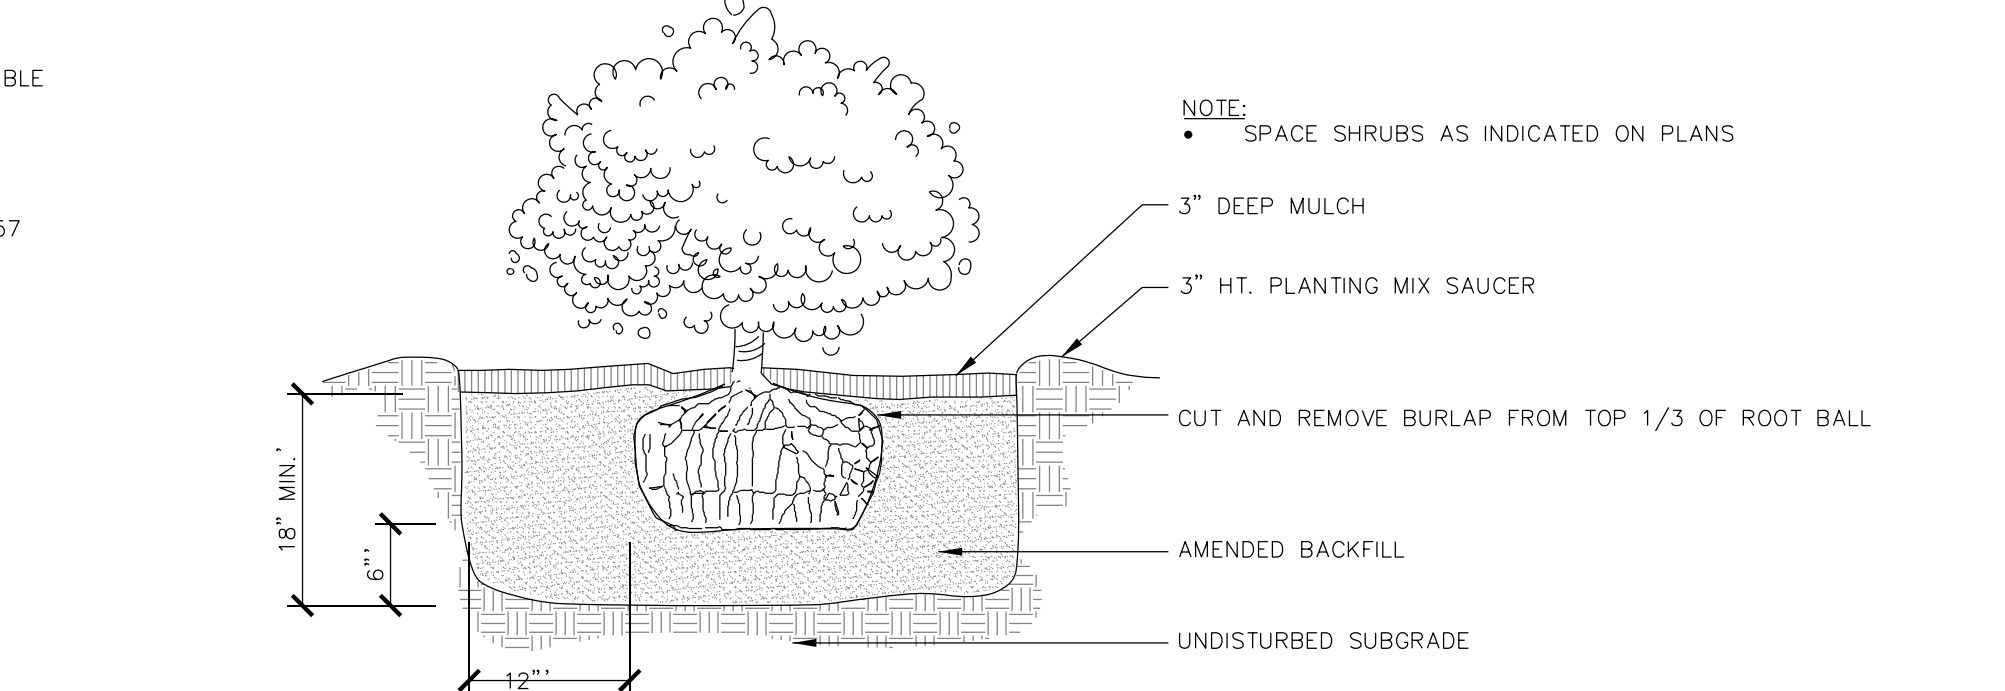 BLE
57
NOTE:
• SPACE SHRUBS AS INDICATED ON PLANS
3" DEEP MULCH
3" HT. PLANTING MIX SAUCER
CUT AND REMOVE BURLAP FROM TOP 1/3 OF ROOT BALL
AMENDED BACKFILL
UNDISTURBED SUBGRADE
18" MIN.'
6"'
12"'